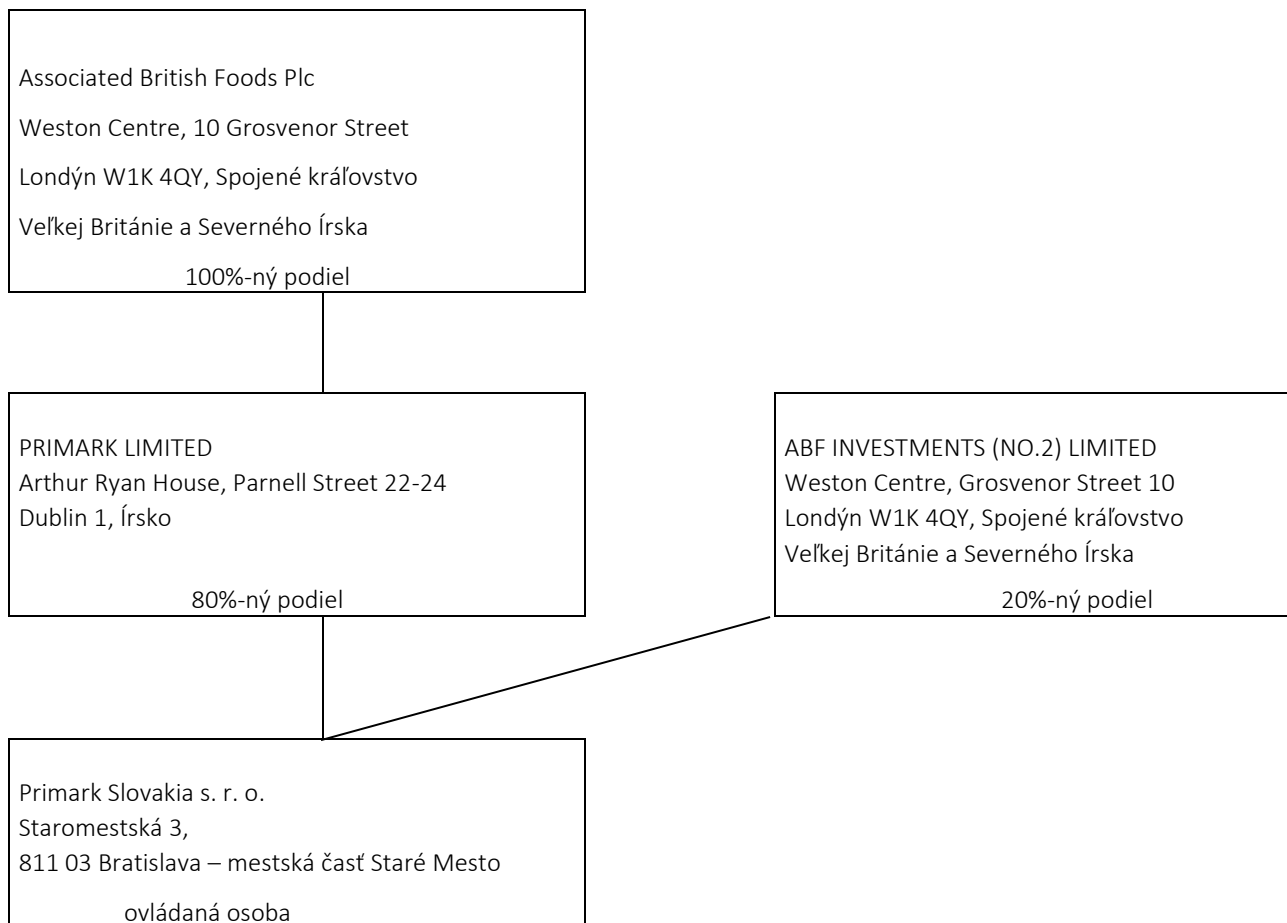 Associated British Foods Plc
Weston Centre, 10 Grosvenor Street
Londýn W1K 4QY, Spojené kráľovstvo
Veľkej Británie a Severného Írska
100%-ný podiel
PRIMARK LIMITED
Arthur Ryan House, Parnell Street 22-24
Dublin 1, Írsko
80%-ný podiel
ABF INVESTMENTS (NO.2) LIMITED
Weston Centre, Grosvenor Street 10
Londýn W1K 4QY, Spojené kráľovstvo
Veľkej Británie a Severného Írska
20%-ný podiel
Primark Slovakia s. r. o.
Staromestská 3,
811 03 Bratislava – mestská časť Staré Mesto
ovládaná osoba